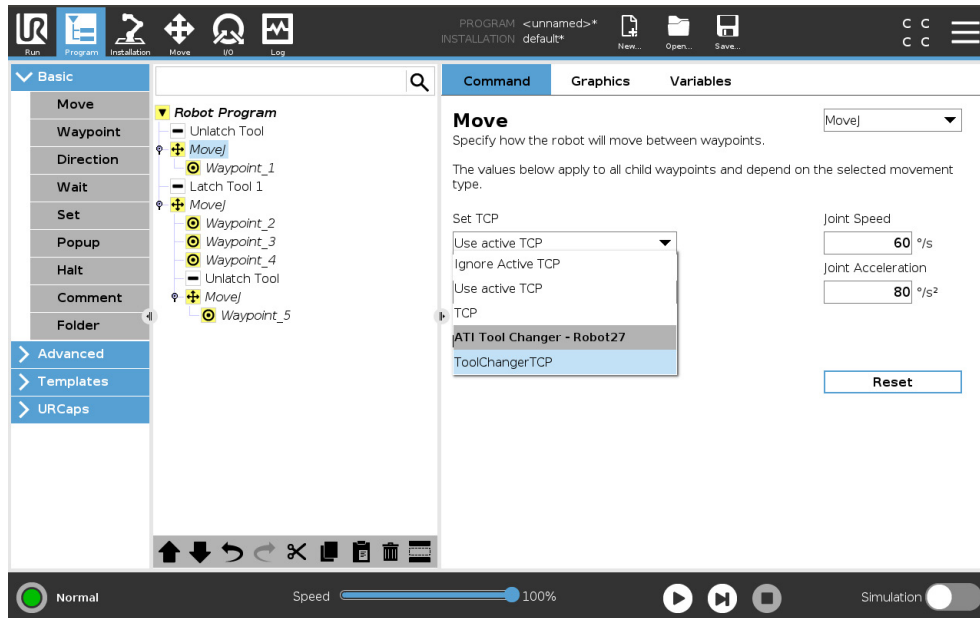 PROGRAM <unnamed>*
INSTALLATION default*
Run
Program
Installation
Move
I/O
Log
New...
Open...
Save...
C C
C C
Basic
Move
Waypoint
Direction
Wait
Set
Popup
Halt
Comment
Folder
Advanced
Templates
URCaps
Robot Program
Unlatch Tool
MoveJ
Waypoint_1
Latch Tool 1
MoveJ
Waypoint_2
Waypoint_3
Waypoint_4
Unlatch Tool
MoveJ
Waypoint_5
Command
Graphics
Variables
Move
MoveJ
Specify how the robot will move between waypoints.
The values below apply to all child waypoints and depend on the selected movement
type.
Set TCP
Use active TCP
Ignore Active TCP
Use active TCP
TCP
ATI Tool Changer - Robot27
ToolChangerTCP
Joint Speed
60 °/s
Joint Acceleration
80 °/s²
Reset
Normal
Speed
100%
Simulation